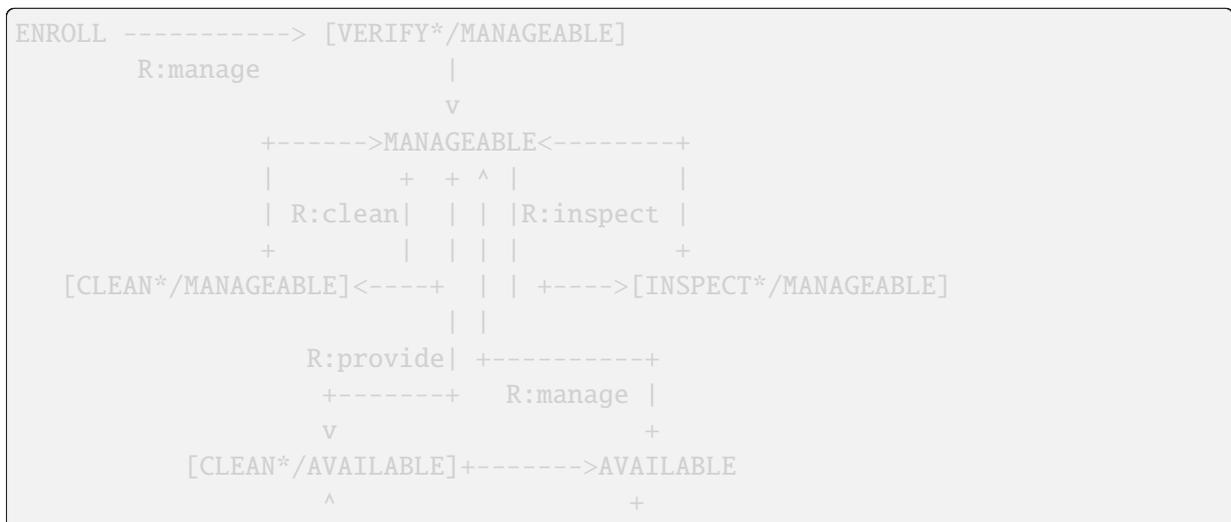 ENROLL -----------> [VERIFY*/MANAGEABLE]
          R:manage               |
                                 v
                  +------>MANAGEABLE<--------+
                  |          +  + ^ |            |
                  | R:clean|  | | |R:inspect |
                  +          |  | | |            +
    [CLEAN*/MANAGEABLE]<----+  | | +---->[INSPECT*/MANAGEABLE]
                                | |
                       R:provide| +----------+
                        +-------+   R:manage |
                        v                    +
             [CLEAN*/AVAILABLE]+------->AVAILABLE
                        ^                   +